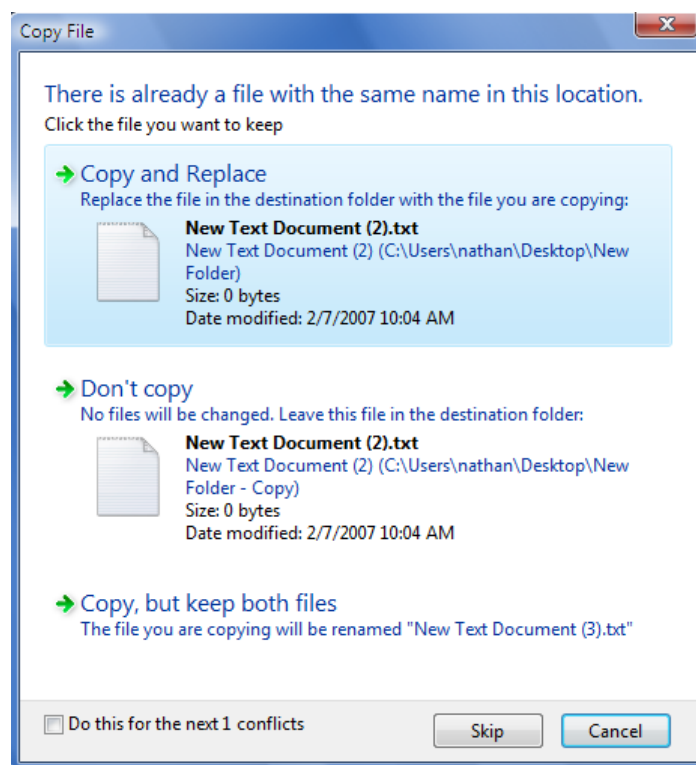 Copy File
There is already a file with the same name in this location.
Click the file you want to keep
Copy and Replace
Replace the file in the destination folder with the file you are copying:
New Text Document (2).txt
New Text Document (2) (C:\Users\nathan\Desktop\New
Folder)
Size: 0 bytes
Date modified: 2/7/2007 10:04 AM
Don't copy
No files will be changed. Leave this file in the destination folder:
New Text Document (2).txt
New Text Document (2) (C:\Users\nathan\Desktop\New
Folder - Copy)
Size: 0 bytes
Date modified: 2/7/2007 10:04 AM
Copy, but keep both files
The file you are copying will be renamed "New Text Document (3).txt"
Do this for the next 1 conflicts
Skip
Cancel